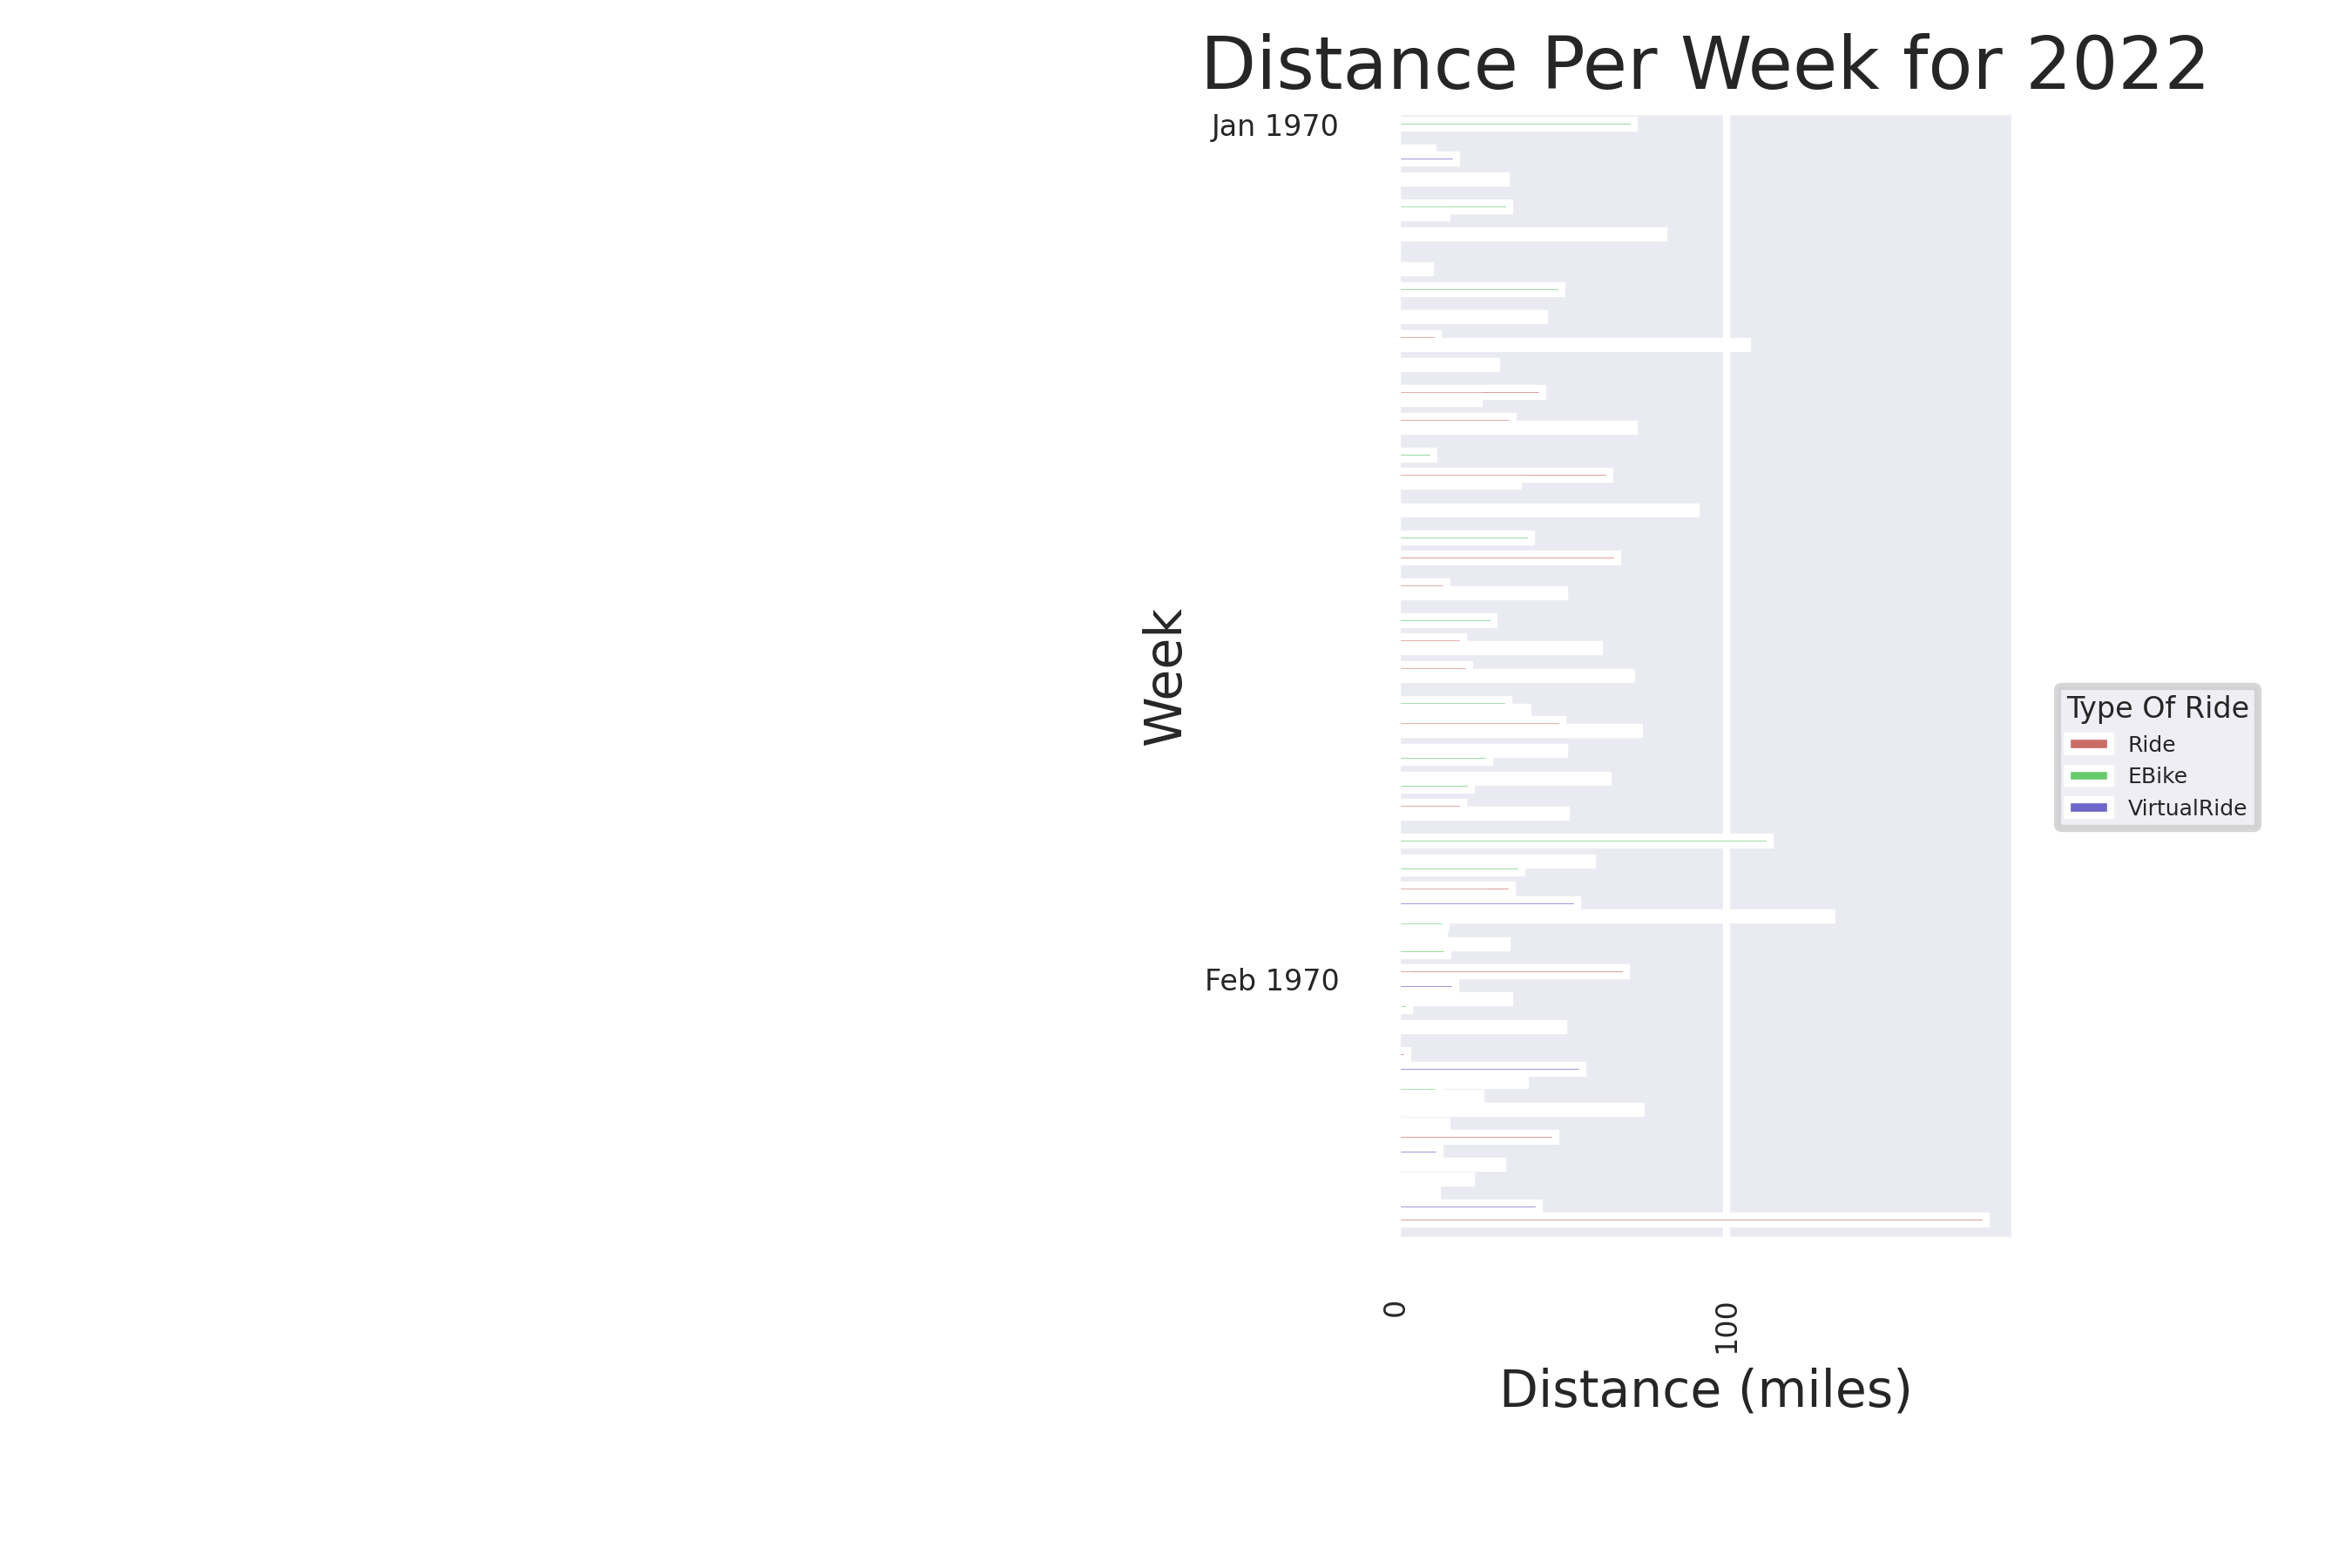 Distance Per Week for 2022
Jan 1970
Week
Feb 1970
Type Of Ride
Ride
EBike
VirtualRide
0
100
Distance (miles)